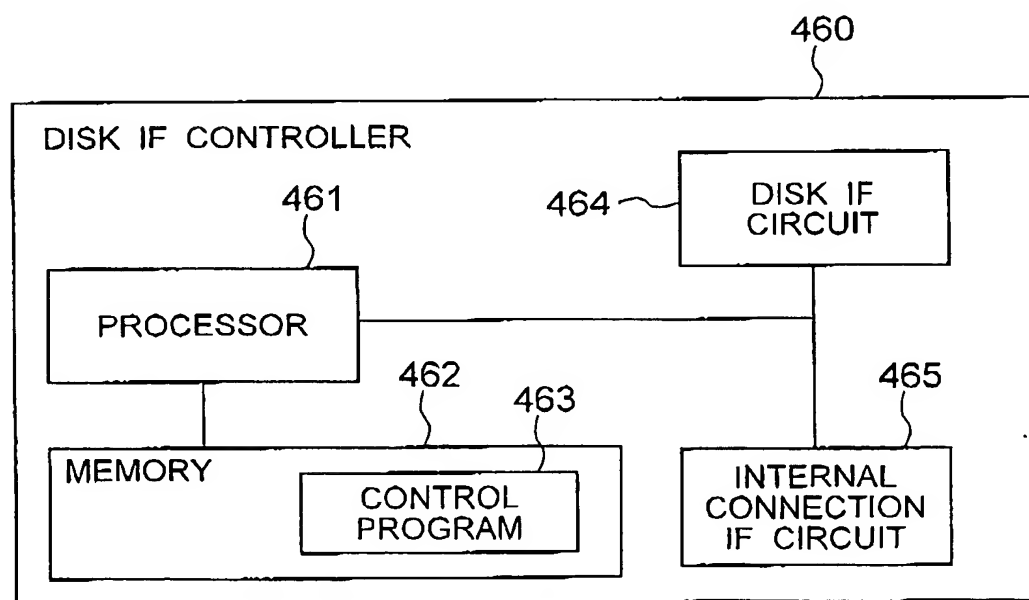 460
DISK IF CONTROLLER
461
464
DISK IF
CIRCUIT
PROCESSOR
462
463
465
MEMORY
CONTROL
PROGRAM
INTERNAL
CONNECTION
IF CIRCUIT